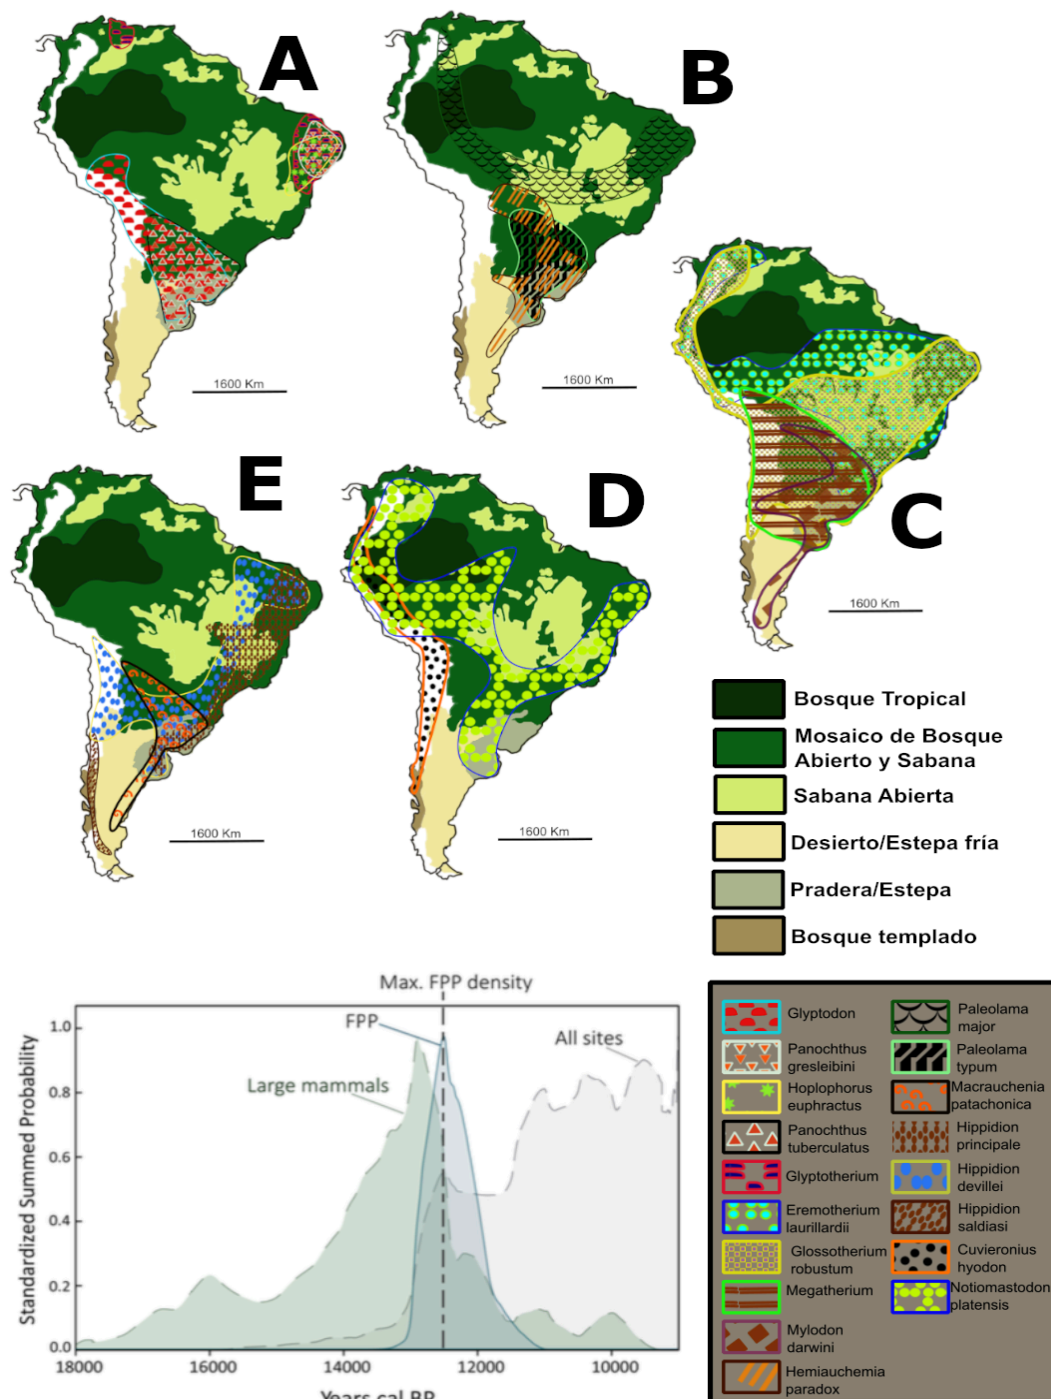 A
B
1600 Km
1600 Km
E
D
C
1600 Km
1600 Km
1600 Km
Bosque Tropical
Mosaico de Bosque
Abierto y Sabana
Sabana Abierta
Desierto/Estepa fría
Pradera/Estepa
Bosque templado
Max. FPP density
FPP
All sites
Large mammals
Standardized Summed Probability
1.0
0.8
0.6
0.4
0.2
0.0
18000
16000
14000
12000
10000
Years cal BP
Glyptodon
Panochthus
gresleibini
Hoplophorus
euphractus
Panochthus
tuberculatus
Glyptotherium
Eremotherium
laurillardii
Glossotherium
robustum
Megatherium
Mylodon
darwini
Hemiauchemia
paradox
Paleolama
major
Paleolama
typum
Macrauchenia
patachonica
Hippidion
principale
Hippidion
devillei
Hippidion
saldiasi
Cuvieronius
hyodon
Notiomastodon
platensis